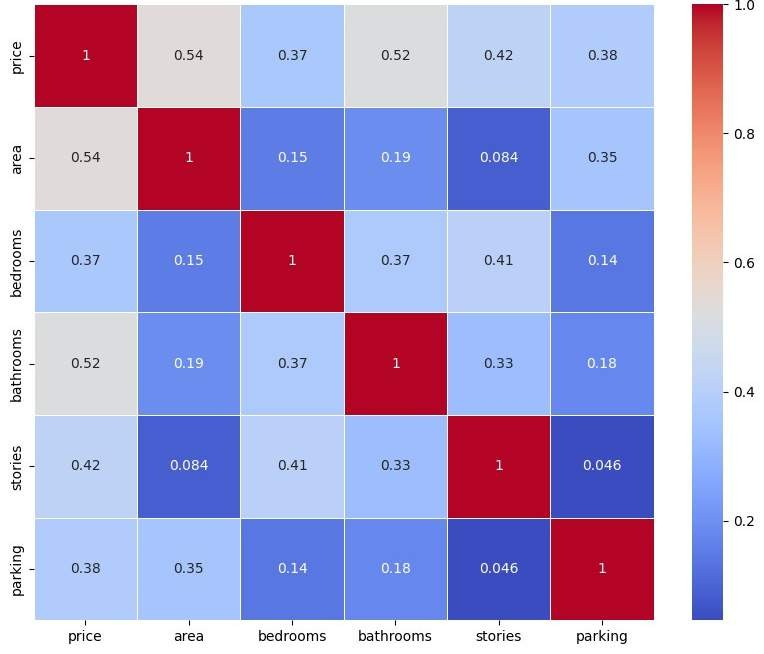 price 1 0.54 0.37 0.52 0.42 0.38
area 0.54 1 0.15 0.19 0.084 0.35
bedrooms 0.37 0.15 1 0.37 0.41 0.14
bathrooms 0.52 0.19 0.37 1 0.33 0.18
stories 0.42 0.084 0.41 0.33 1 0.046
parking 0.38 0.35 0.14 0.18 0.046 1
price area bedrooms bathrooms stories parking
1.0
0.8
0.6
0.4
0.2